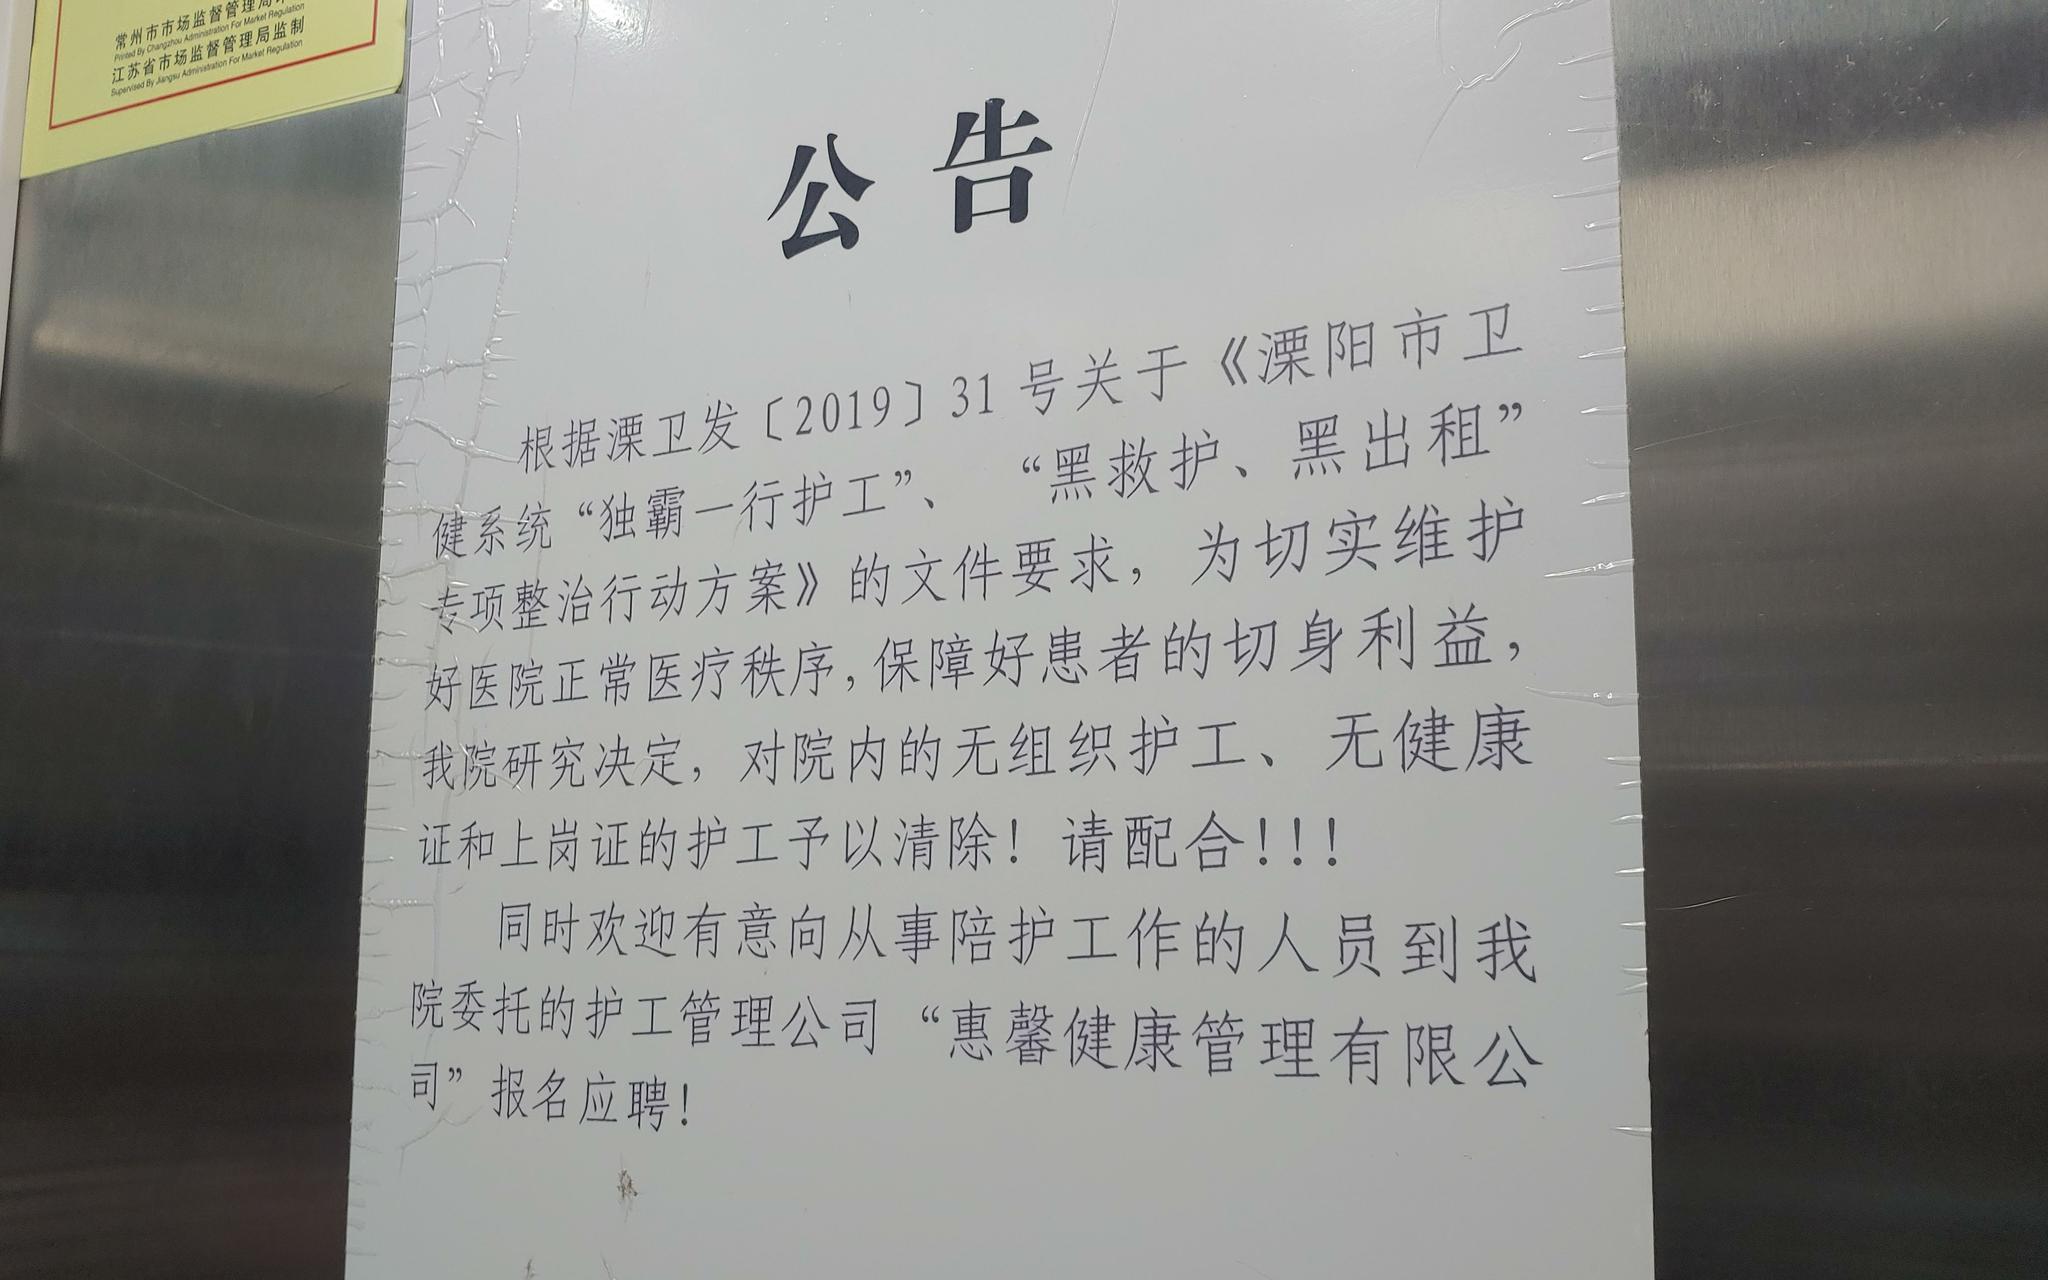 常州市市场监督管理局
Printed By Changzhou Administration For Market Regulation
江苏省市场监督管理局监制
Supervised By Jiangsu Administration For Market Regulation
公告
根据溧卫发〔2019〕31号关于《溧阳市卫
健系统“独霸一行护工”、“黑救护、黑出租”
专项整治行动方案》的文件要求，为切实维护
好医院正常医疗秩序,保障好患者的切身利益，
我院研究决定，对院内的无组织护工、无健康
证和上岗证的护工予以清除！请配合！！！
同时欢迎有意向从事陪护工作的人员到我
院委托的护工管理公司“惠馨健康管理有限公
司”报名应聘！